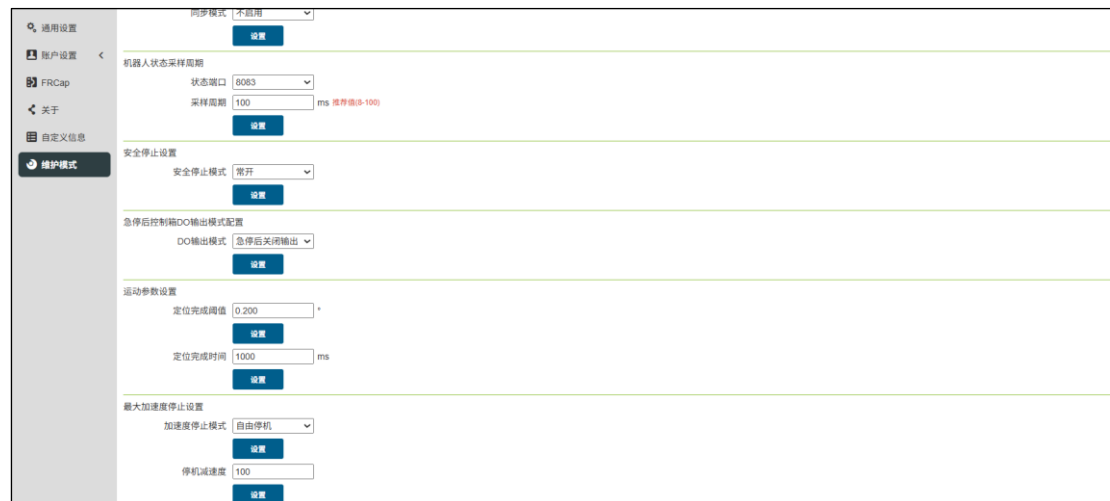 同步模式 不启用
通用设置
设置
账户设置
机器人状态采样周期
FRCap
状态端口 8083
采样周期 100 ms 推荐值(8-100)
关于
设置
自定义信息
安全停止设置
维护模式
安全停止模式 常开
设置
急停后控制箱DO输出模式配置
DO输出模式 急停后关闭输出
设置
运动参数设置
定位完成阈值 0.200 °
设置
定位完成时间 1000 ms
设置
最大加速度停止设置
加速度停止模式 自由停机
设置
停机减速度 100
设置